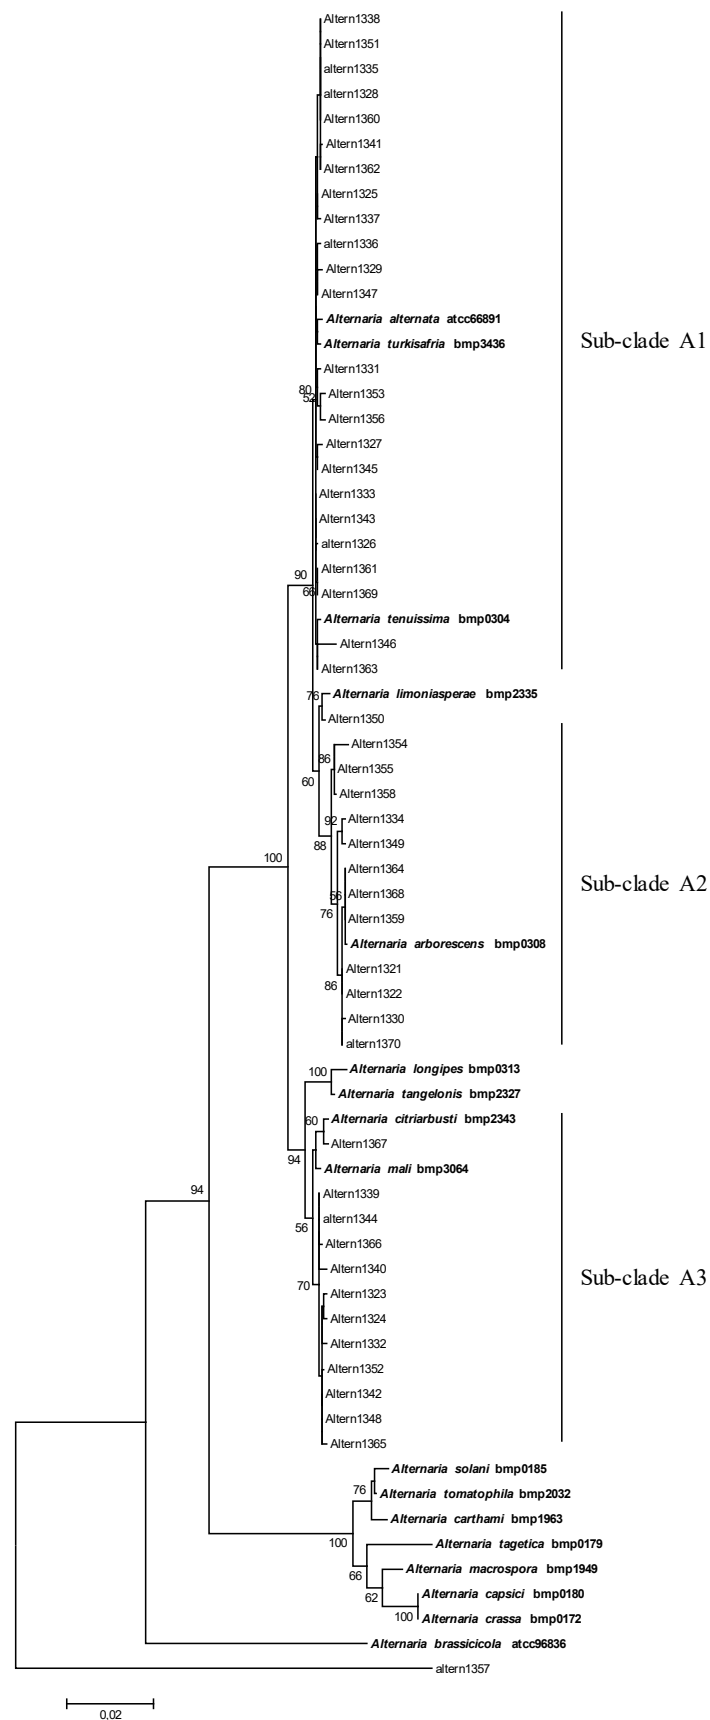 Altern1338
Altern1351
altern1335
altern1328
Altern1360
Altern1341
Altern1362
Altern1325
Altern1337
altern1336
Altern1329
Altern1347
Alternaria alternata atcc66891
Alternaria turkisafria bmp3436
Sub-clade A1
Altern1331
80
52
Altern1353
Altern1356
Altern1327
Altern1345
Altern1333
Altern1343
altern1326
Altern1361
90
66
Altern1369
Alternaria tenuissima bmp0304
Altern1346
Altern1363
76
Alternaria limoniasperae bmp2335
Altern1350
Altern1354
86
Altern1355
60
Altern1358
92
Altern1334
88
Altern1349
100
Altern1364
Sub-clade A2
56
Altern1368
76
Altern1359
Alternaria arborescens bmp0308
Altern1321
86
Altern1322
Altern1330
altern1370
100
Alternaria longipes bmp0313
Alternaria tangelonis bmp2327
60
Alternaria citriarbusti bmp2343
Altern1367
94
Alternaria mali bmp3064
94
Altern1339
altern1344
56
Altern1366
Altern1340
Sub-clade A3
70
Altern1323
Altern1324
Altern1332
Altern1352
Altern1342
Altern1348
Altern1365
Alternaria solani bmp0185
76
Alternaria tomatophila bmp2032
Alternaria carthami bmp1963
100
Alternaria tagetica bmp0179
66
Alternaria macrospora bmp1949
62
Alternaria capsici bmp0180
100
Alternaria crassa bmp0172
Alternaria brassicicola atcc96836
altern1357
0,02